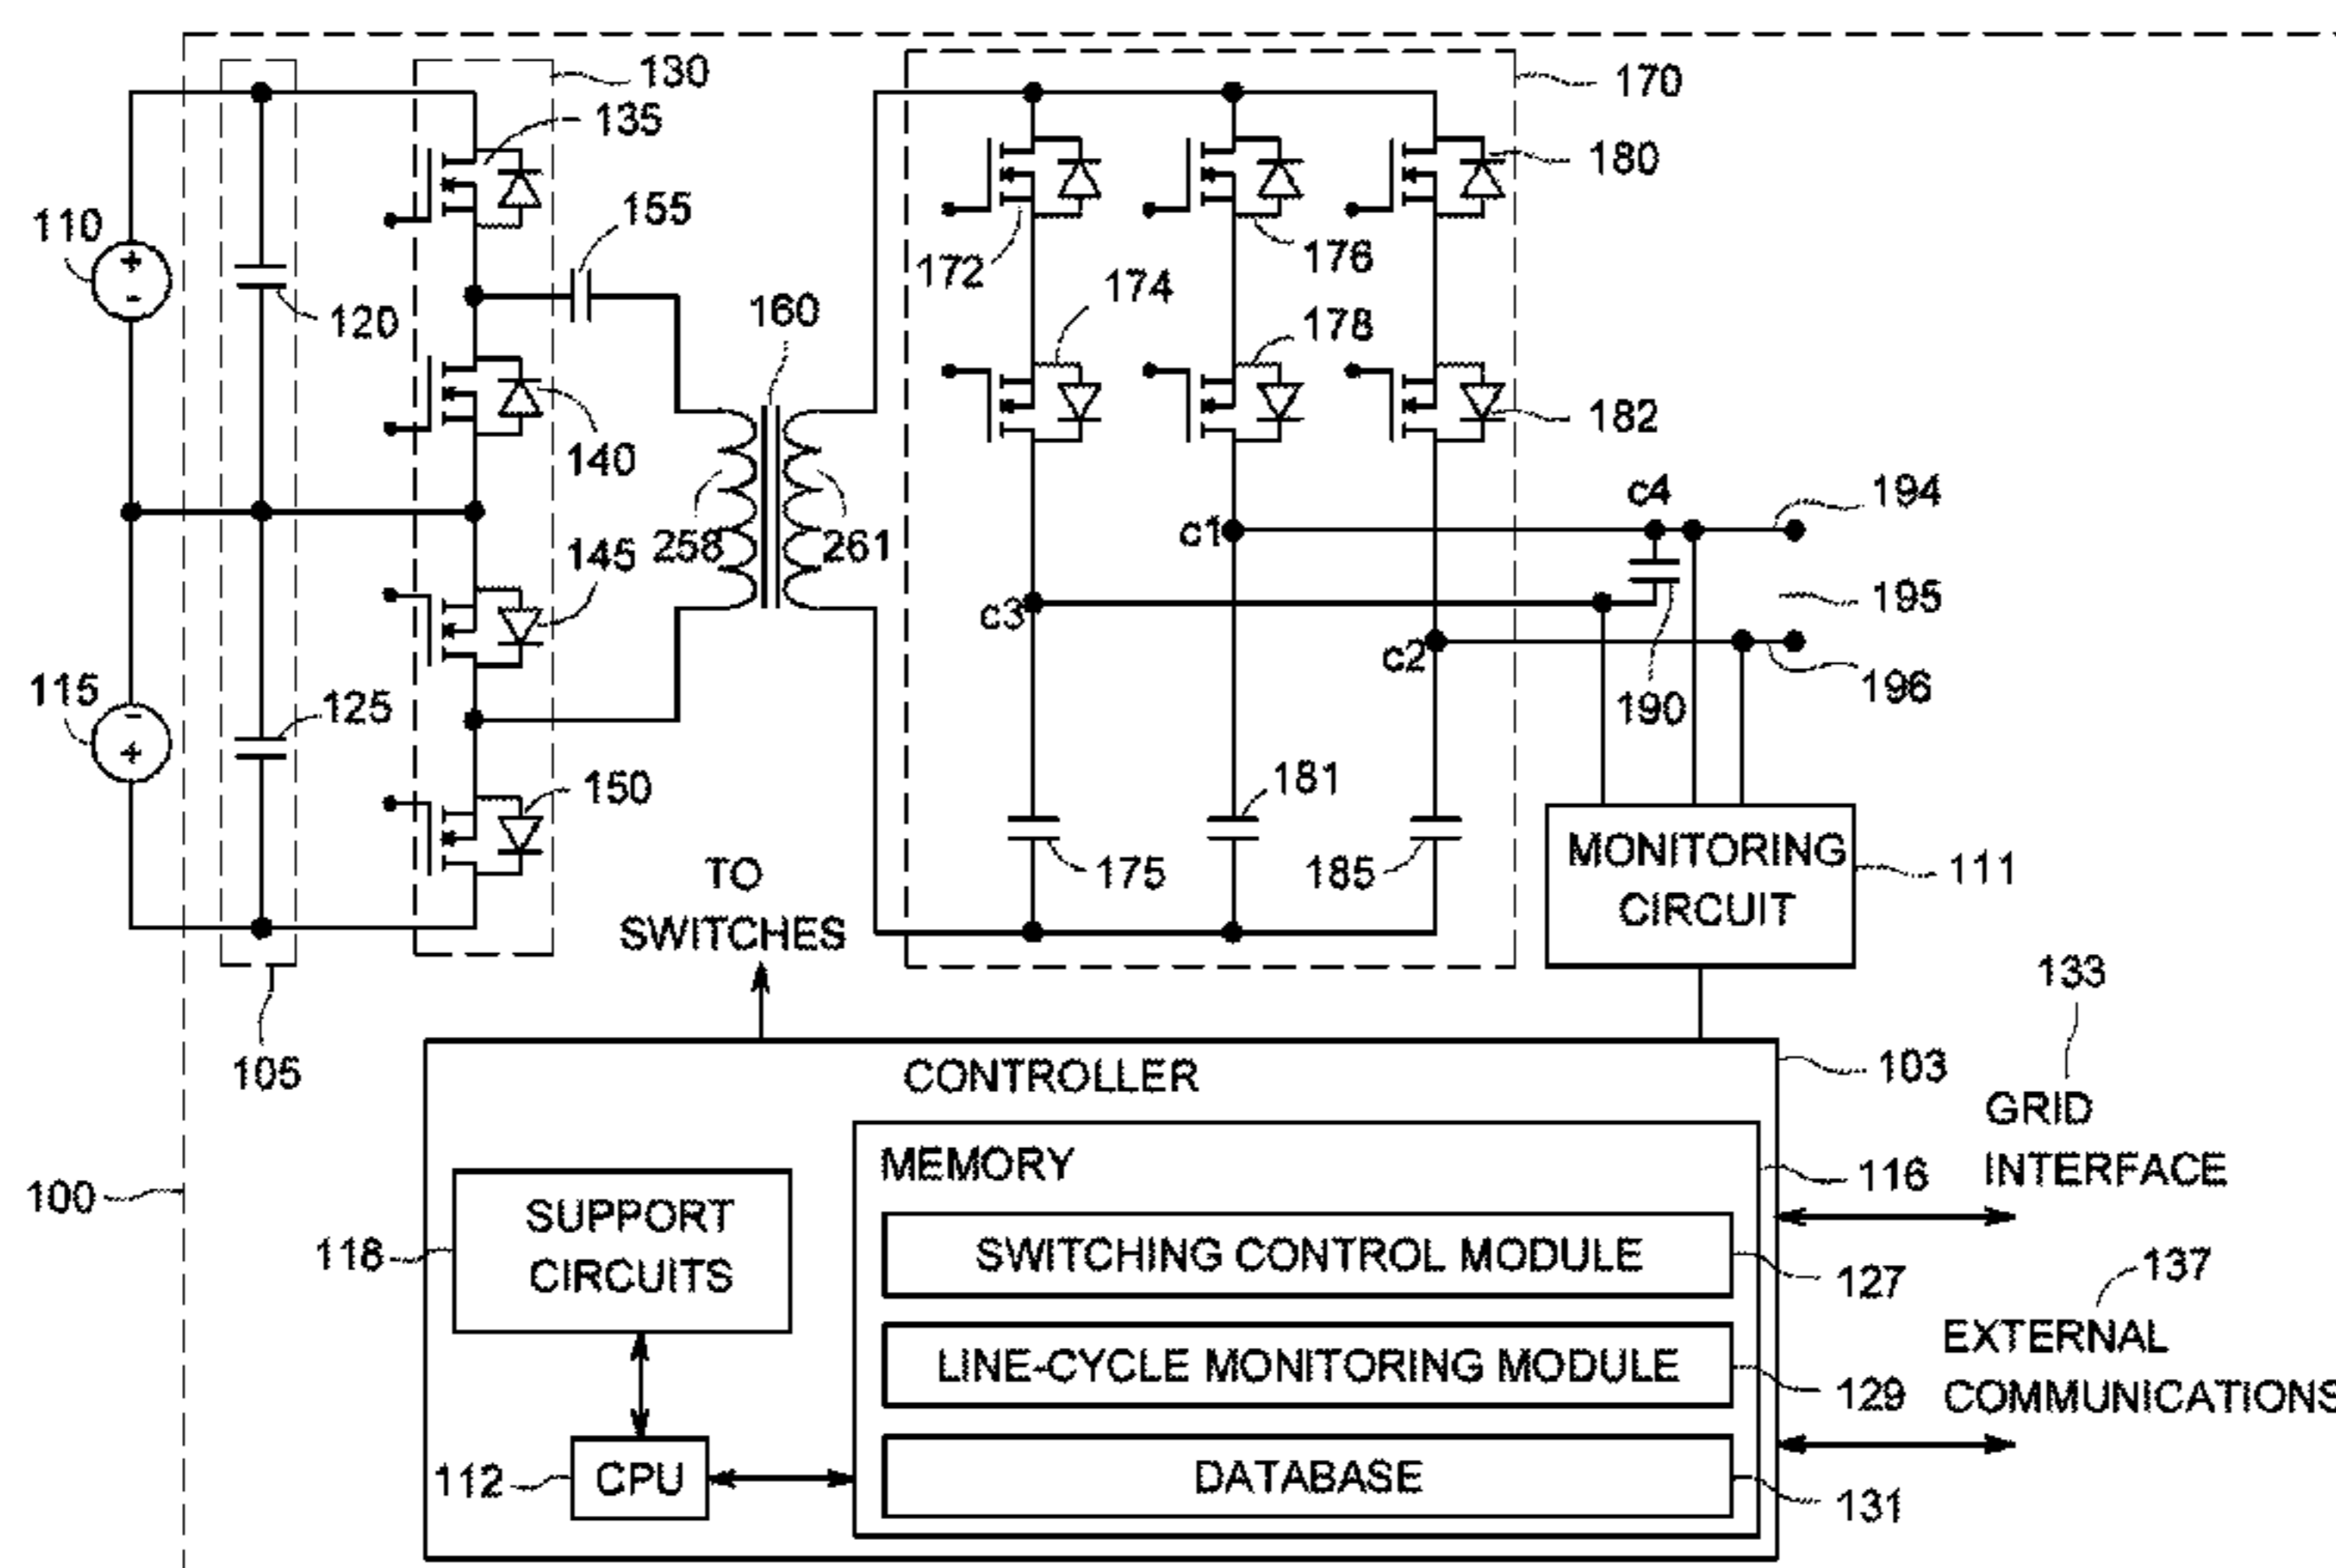 130
170
135
180
155
110
172
176
120
160
174
178
140
182
c4
194
145
258
261
c1
195
c3
c2
190
196
115
125
150
181
175
185
MONITORING
CIRCUIT
111
TO
SWITCHES
133
105
CONTROLLER
103
GRID
INTERFACE
MEMORY
116
100
SUPPORT
CIRCUITS
118
SWITCHING CONTROL MODULE
127
137
EXTERNAL
COMMUNICATIONS
LINE-CYCLE MONITORING MODULE
129
112
CPU
DATABASE
131
+
-
-
+